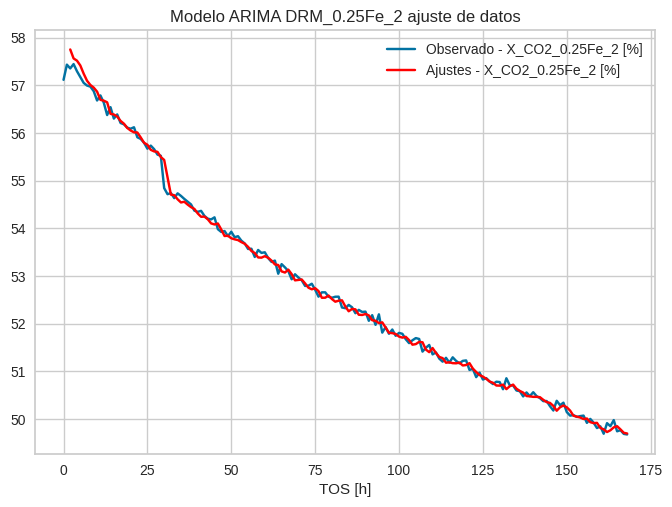 Modelo ARIMA DRM_0.25Fe_2 ajuste de datos
Observado - X_CO2_0.25Fe_2 [%]
Ajustes - X_CO2_0.25Fe_2 [%]
58
57
56
55
54
53
52
51
50
0 25 50 75 100 125 150 175
TOS [h]